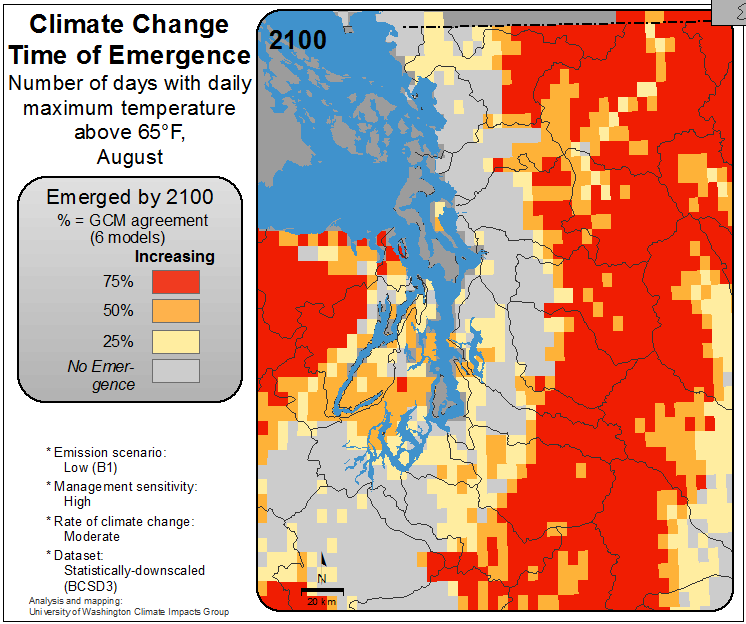 Climate Change
Time of Emergence
Number of days with daily
maximum temperature
above 65°F,
August
Emerged by 2100
% = GCM agreement
(6 models)
Increasing
75%
50%
25%
No Emer-
gence
* Emission scenario:
Low (B1)
* Management sensitivity:
High
* Rate of climate change:
Moderate
* Dataset:
Statistically-downscaled
(BCSD3)
Analysis and mapping:
University of Washington Climate Impacts Group
2100
N
20 km